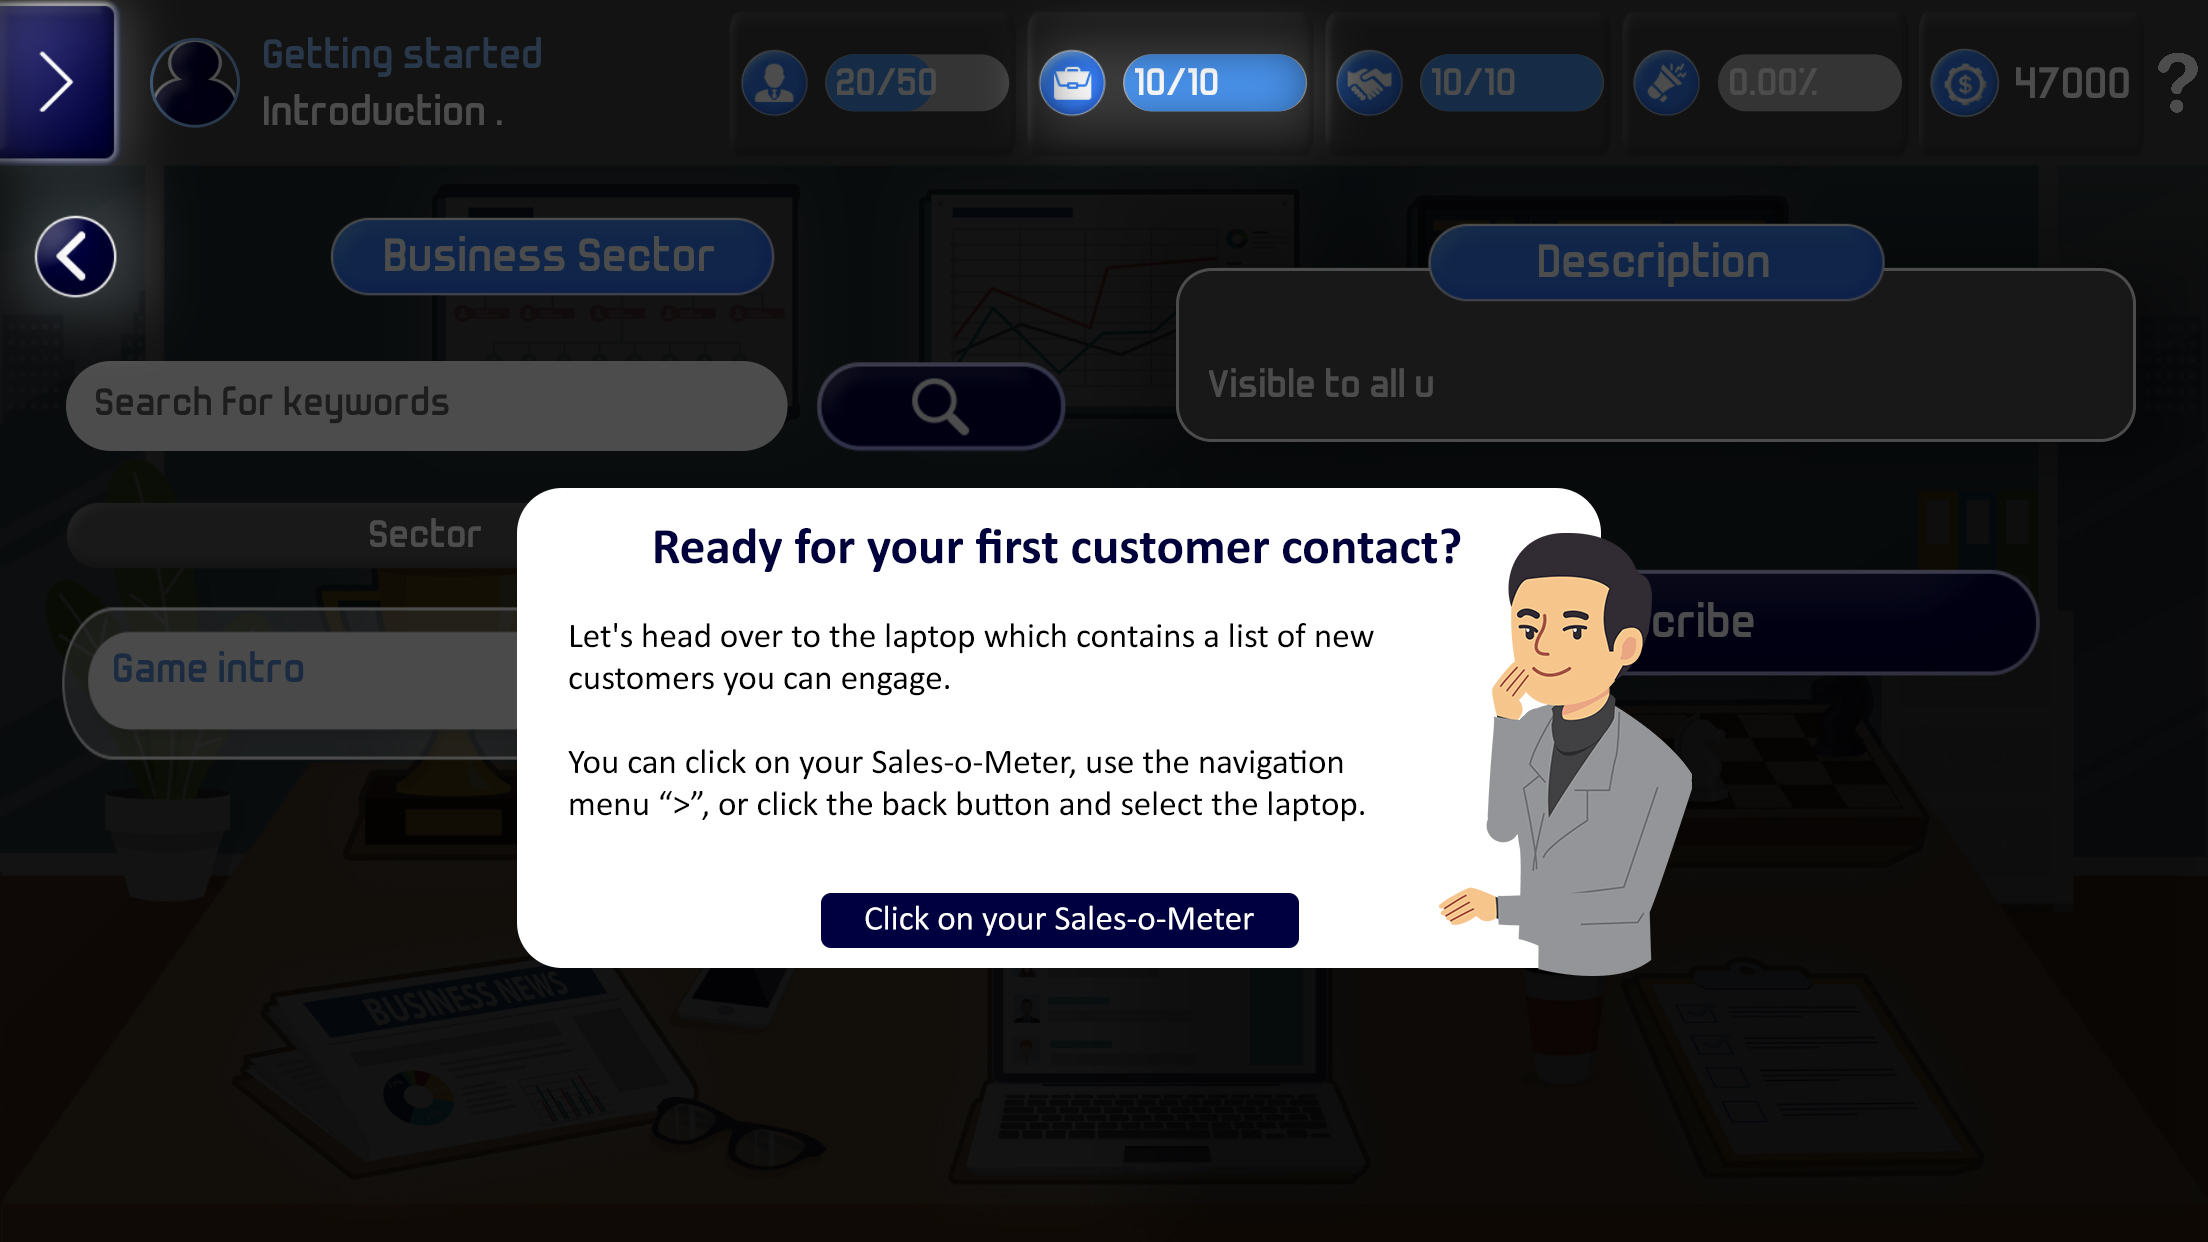 Getting started
Introduction .
20/50
10/10
10/10
0.00%
47000
?
Business Sector
Description
Search for keywords
Visible to all u
Sector
Game intro
cribe
Ready for your first customer contact?
Let's head over to the laptop which contains a list of new
customers you can engage.
You can click on your Sales-o-Meter, use the navigation
menu “>”, or click the back button and select the laptop.
Click on your Sales-o-Meter
BUSINESS NEWS